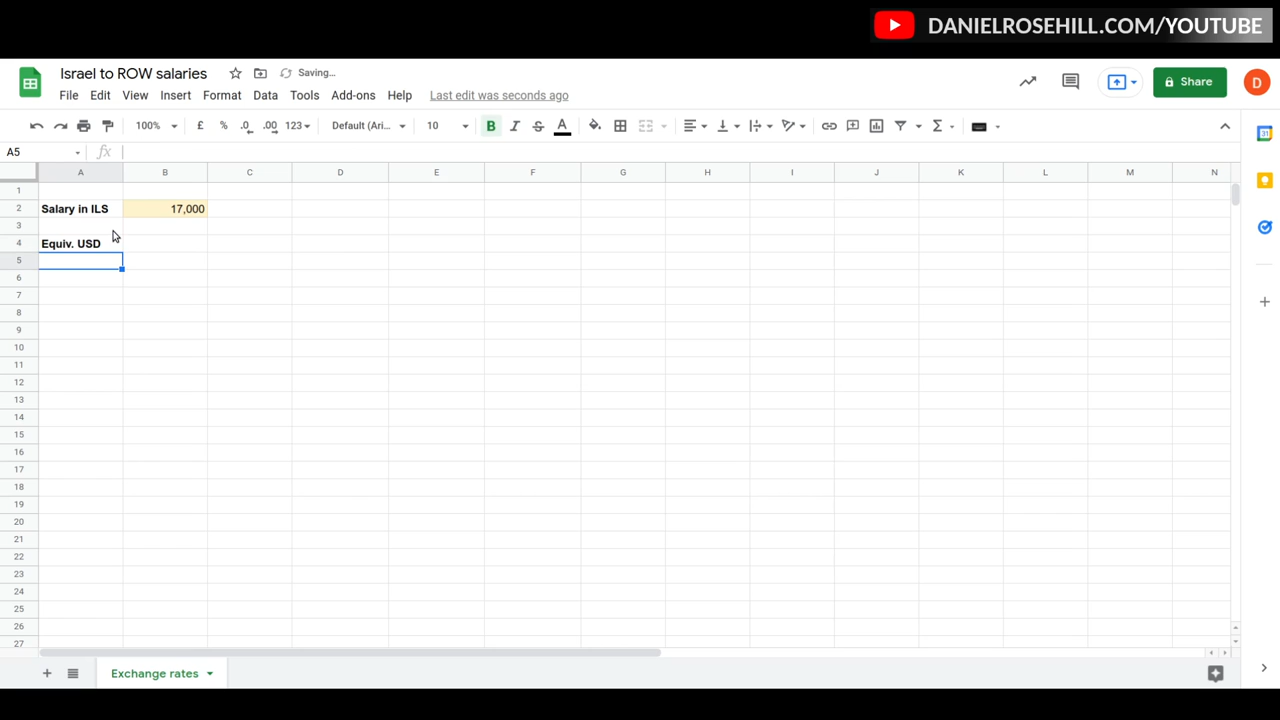 DANIELROSEHILL.COM/YOUTUBE
Israel to ROW salaries Saving...
File Edit View Insert Format Data Tools Add-ons Help Last edit was seconds ago
Share D
100% £ % .0 .00 123 Default (Ari... 10 B I S A
A5 fx
A B C D E F G H I J K L M N
1
2 Salary in ILS 17,000
3
4 Equiv. USD
5
6
7
8
9
10
11
12
13
14
15
16
17
18
19
20
21
22
23
24
25
26
27
Exchange rates
31